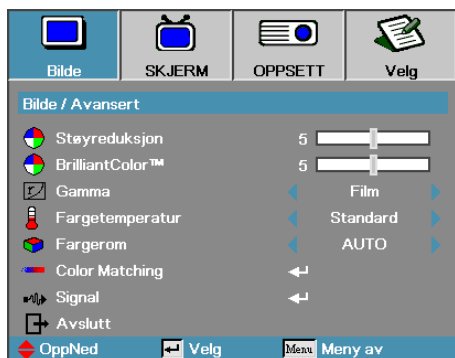 Bilde SKJERM OPPSETT Velg
Bilde / Avansert
Støyreduksjon 5
BrilliantColor™ 5
Gamma Film
Fargetemperatur Standard
Fargerom AUTO
Color Matching
Signal
Avslutt
OppNed Velg Menu Meny av